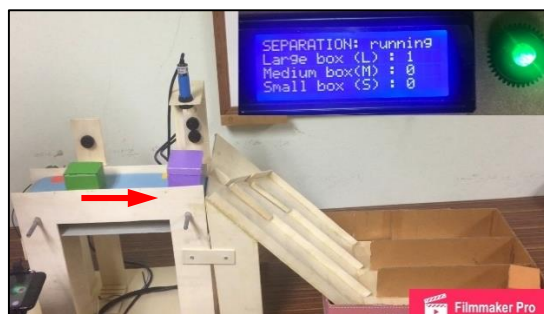 SEPARATION: running
Large box (L) : 1
Medium box(M) : 0
Small box (S) : 0
Filmmaker Pro